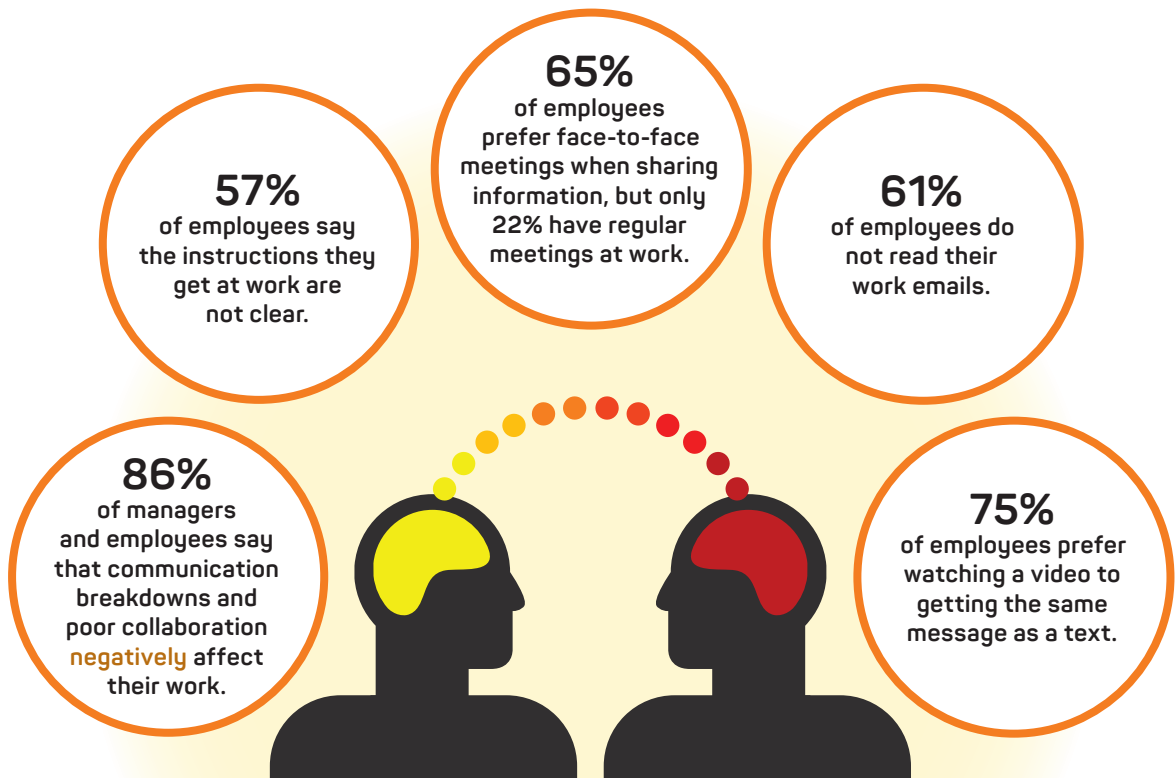 86%
of managers
and employees say
that communication
breakdowns and
poor collaboration
negatively affect
their work.
57%
of employees say
the instructions they
get at work are
not clear.
65%
of employees
prefer face-to-face
meetings when sharing
information, but only
22% have regular
meetings at work.
61%
of employees do
not read their
work emails.
75%
of employees prefer
watching a video to
getting the same
message as a text.